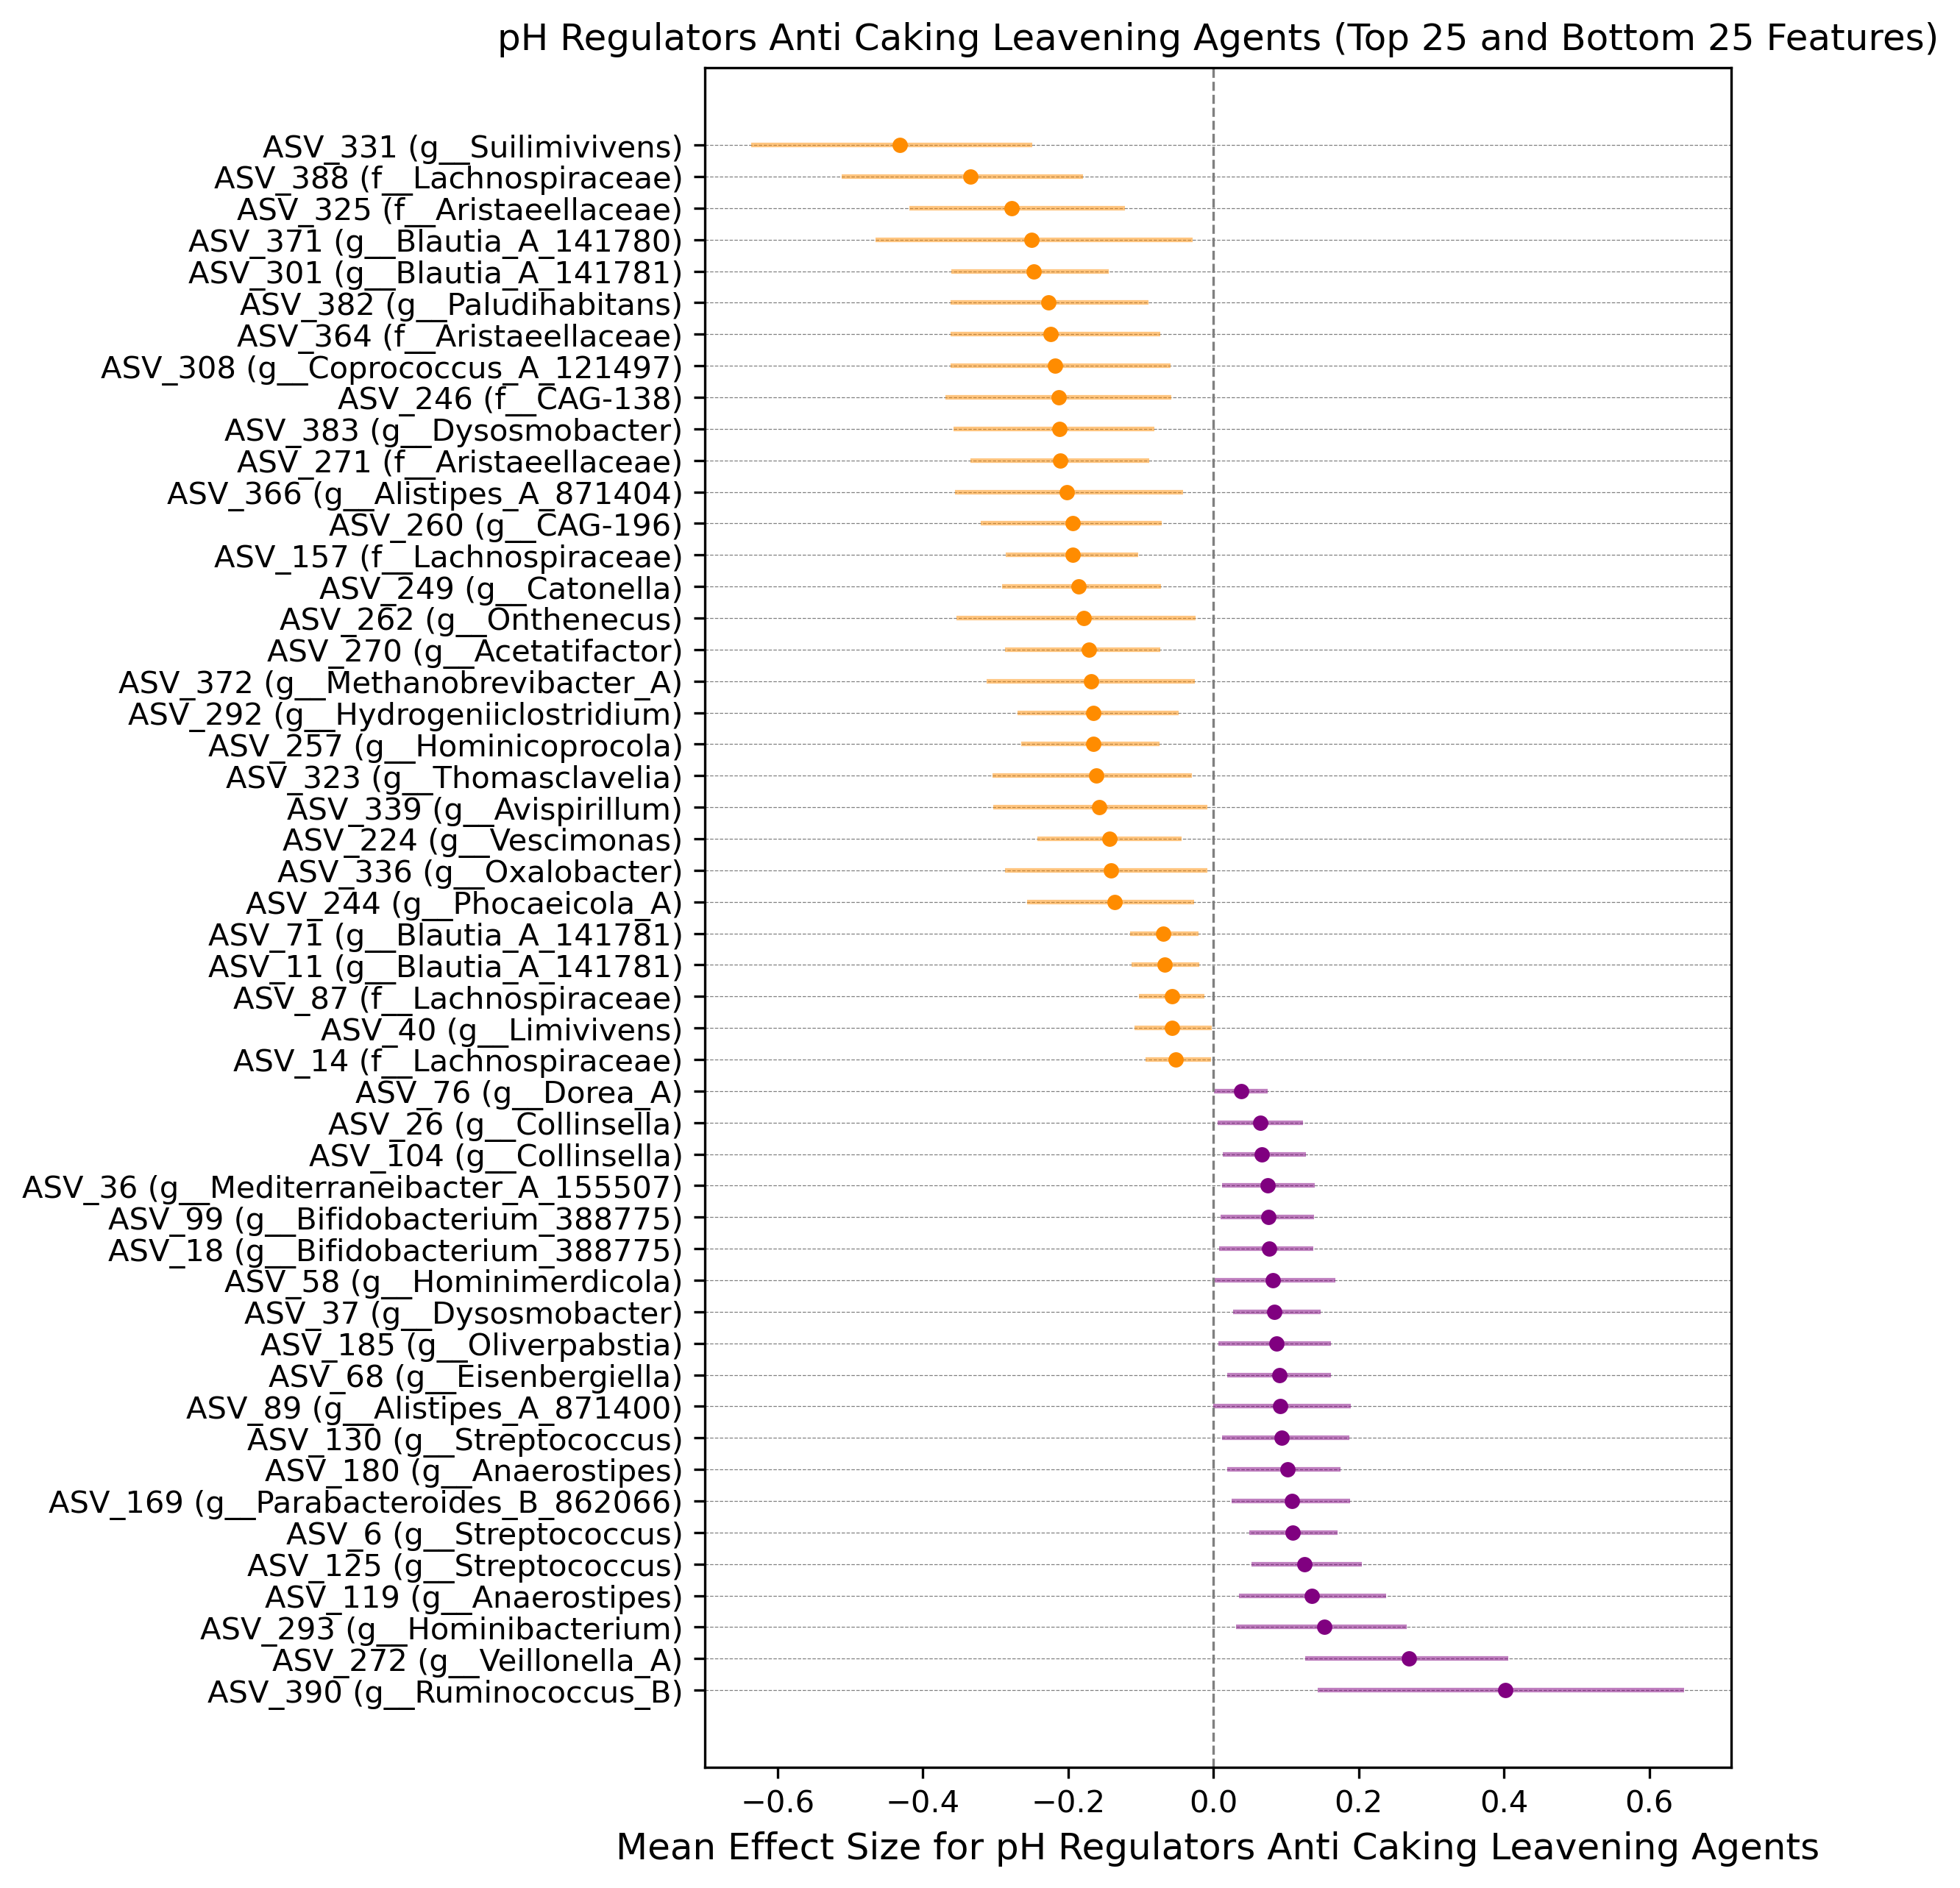 pH Regulators Anti Caking Leavening Agents (Top 25 and Bottom 25 Features)
ASV_331 (g__Suilimivivens)
ASV_388 (f__Lachnospiraceae)
ASV_325 (f__Aristaeellaceae)
ASV_371 (g__Blautia_A_141780)
ASV_301 (g__Blautia_A_141781)
ASV_382 (g__Paludihabitans)
ASV_364 (f__Aristaeellaceae)
ASV_308 (g__Coprococcus_A_121497)
ASV_246 (f__CAG-138)
ASV_383 (g__Dysosmobacter)
ASV_271 (f__Aristaeellaceae)
ASV_366 (g__Alistipes_A_871404)
ASV_260 (g__CAG-196)
ASV_157 (f__Lachnospiraceae)
ASV_249 (g__Catonella)
ASV_262 (g__Onthenecus)
ASV_270 (g__Acetatifactor)
ASV_372 (g__Methanobrevibacter_A)
ASV_292 (g__Hydrogeniiclostridium)
ASV_257 (g__Hominicoprocola)
ASV_323 (g__Thomasclavelia)
ASV_339 (g__Avispirillum)
ASV_224 (g__Vescimonas)
ASV_336 (g__Oxalobacter)
ASV_244 (g__Phocaeicola_A)
ASV_71 (g__Blautia_A_141781)
ASV_11 (g__Blautia_A_141781)
ASV_87 (f__Lachnospiraceae)
ASV_40 (g__Limivivens)
ASV_14 (f__Lachnospiraceae)
ASV_76 (g__Dorea_A)
ASV_26 (g__Collinsella)
ASV_104 (g__Collinsella)
ASV_36 (g__Mediterraneibacter_A_155507)
ASV_99 (g__Bifidobacterium_388775)
ASV_18 (g__Bifidobacterium_388775)
ASV_58 (g__Hominimerdicola)
ASV_37 (g__Dysosmobacter)
ASV_185 (g__Oliverpabstia)
ASV_68 (g__Eisenbergiella)
ASV_89 (g__Alistipes_A_871400)
ASV_130 (g__Streptococcus)
ASV_180 (g__Anaerostipes)
ASV_169 (g__Parabacteroides_B_862066)
ASV_6 (g__Streptococcus)
ASV_125 (g__Streptococcus)
ASV_119 (g__Anaerostipes)
ASV_293 (g__Hominibacterium)
ASV_272 (g__Veillonella_A)
ASV_390 (g__Ruminococcus_B)
−0.6 −0.4 −0.2 0.0 0.2 0.4 0.6
Mean Effect Size for pH Regulators Anti Caking Leavening Agents